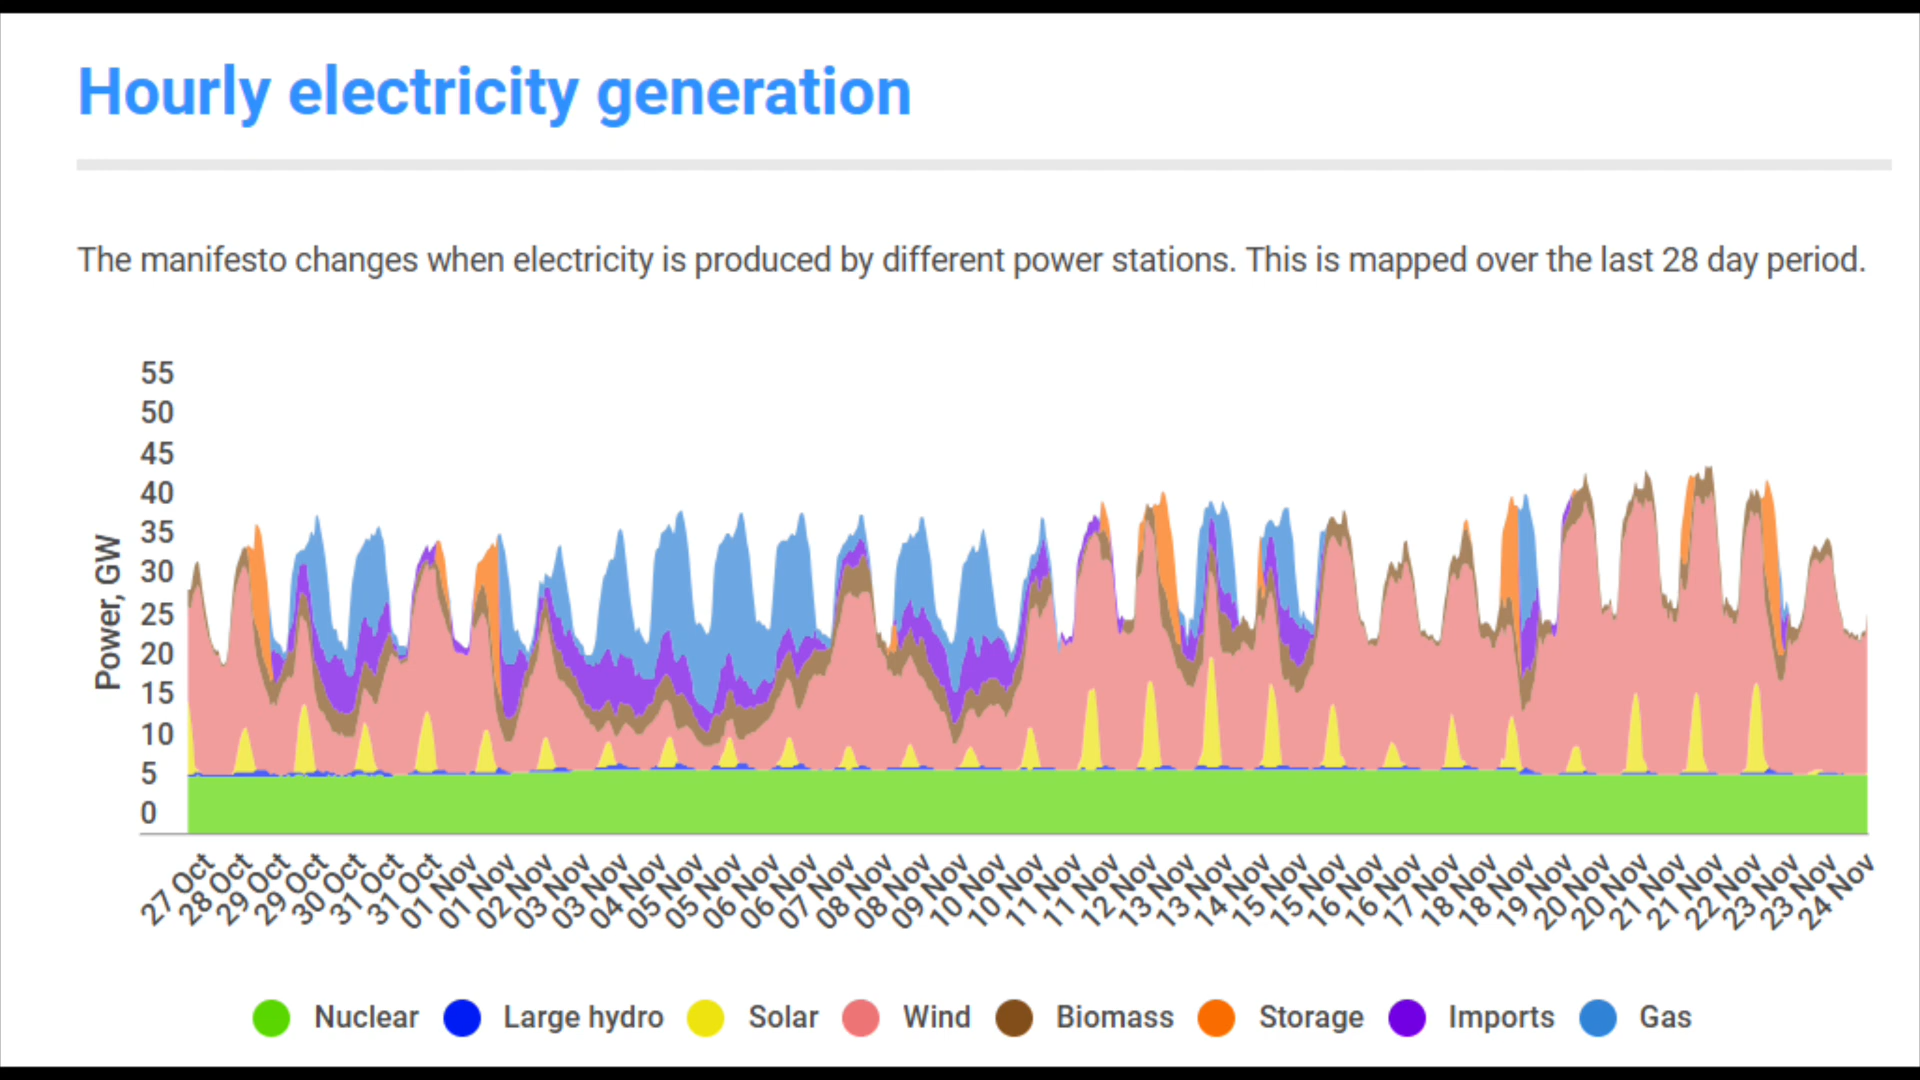 Hourly electricity generation
The manifesto changes when electricity is produced by different power stations. This is mapped over the last 28 day period.
55
50
45
40
35
30
25
20
15
10
5
0
Power, GW
27 Oct
28 Oct
29 Oct
29 Oct
30 Oct
31 Oct
31 Oct
01 Nov
01 Nov
02 Nov
03 Nov
03 Nov
04 Nov
05 Nov
05 Nov
06 Nov
06 Nov
07 Nov
08 Nov
08 Nov
09 Nov
10 Nov
10 Nov
11 Nov
11 Nov
12 Nov
13 Nov
13 Nov
14 Nov
15 Nov
15 Nov
16 Nov
16 Nov
17 Nov
18 Nov
18 Nov
19 Nov
20 Nov
20 Nov
21 Nov
21 Nov
22 Nov
23 Nov
23 Nov
24 Nov
Nuclear Large hydro Solar Wind Biomass Storage Imports Gas